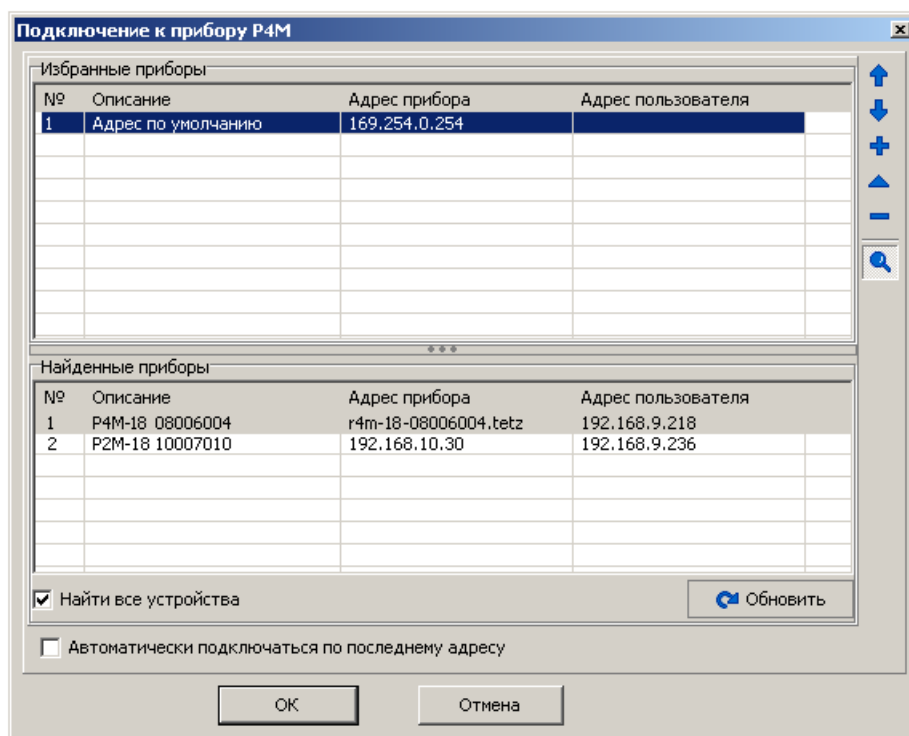 Подключение к прибору Р4М
Избранные приборы
№ Описание Адрес прибора Адрес пользователя
1 Адрес по умолчанию 169.254.0.254
Найденные приборы
№ Описание Адрес прибора Адрес пользователя
1 Р4М-18 08006004 r4m-18-08006004.tetz 192.168.9.218
2 Р2М-18 10007010 192.168.10.30 192.168.9.236
Найти все устройства Обновить
Автоматически подключаться по последнему адресу
ОК Отмена